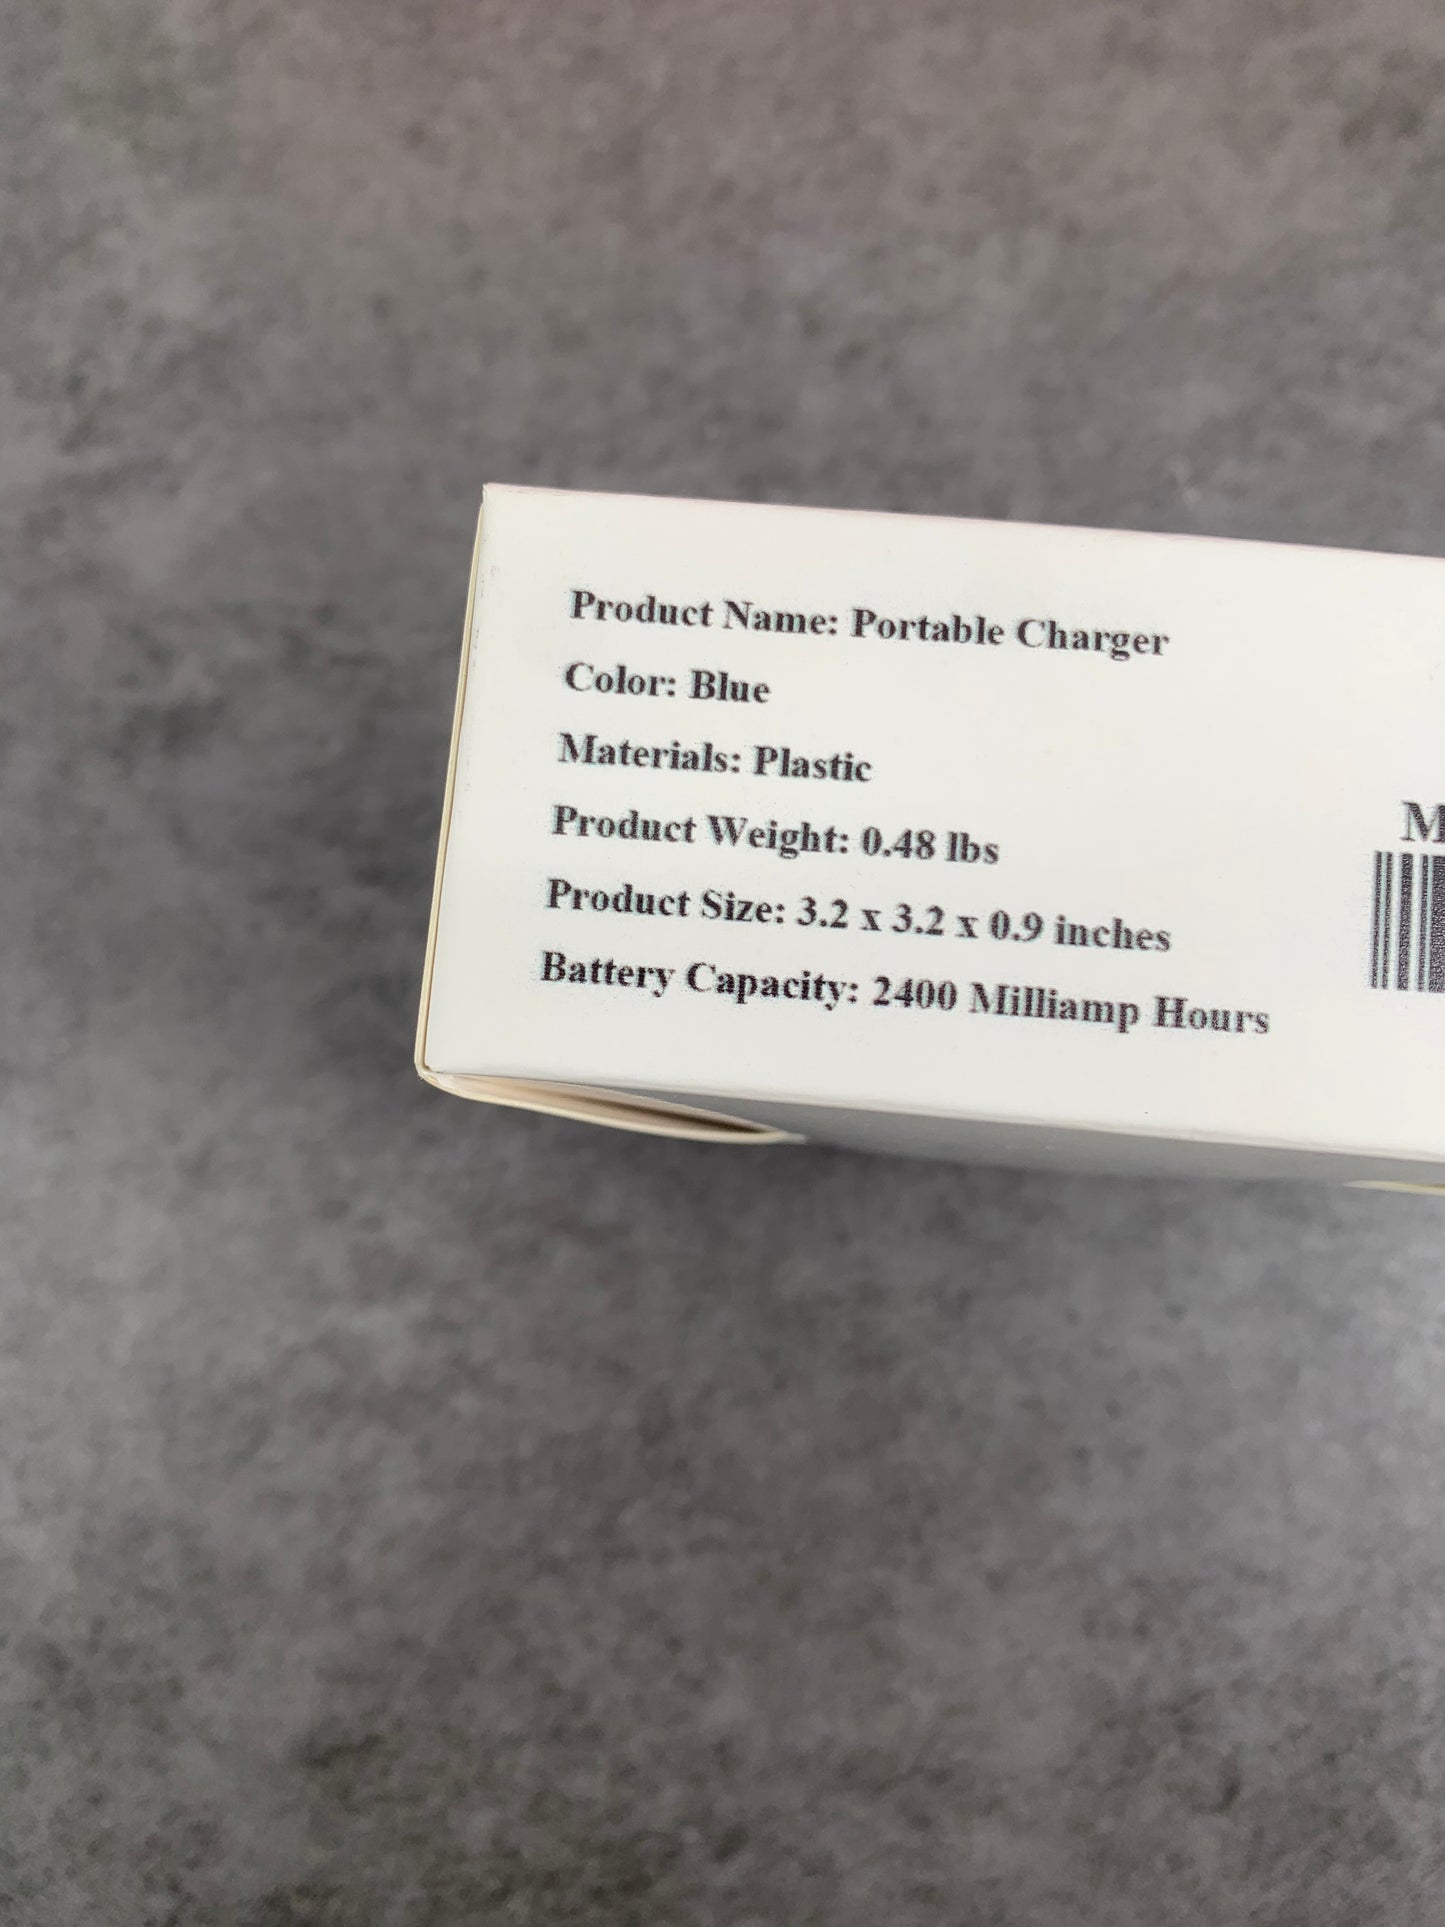 Product Name: Portable Charger
Color: Blue
Materials: Plastic
Product Weight: 0.48 lbs
Product Size: 3.2 x 3.2 x 0.9 inches
Battery Capacity: 2400 Milliamp Hours
M